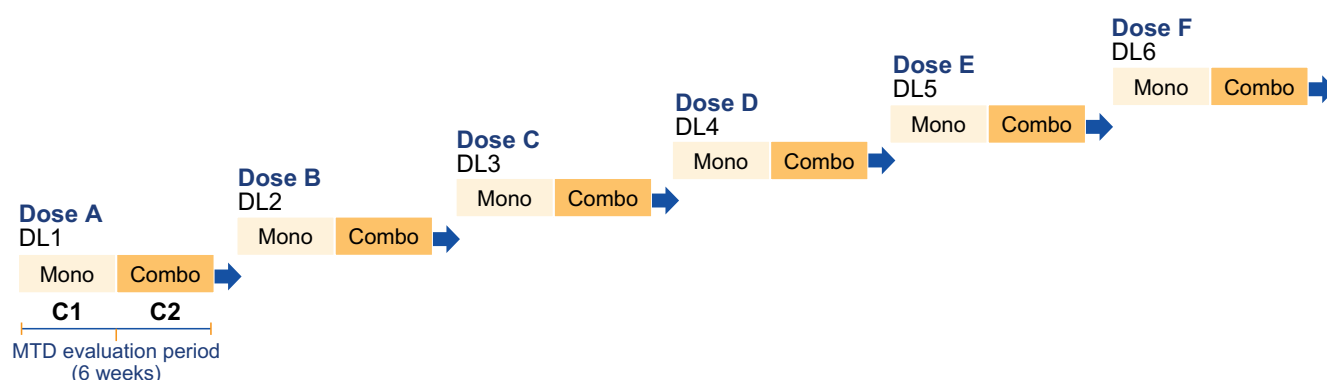 Dose F
DL6
Mono Combo
Dose E
DL5
Mono Combo
Dose D
DL4
Mono Combo
Dose C
DL3
Mono Combo
Dose B
DL2
Mono Combo
Dose A
DL1
Mono Combo
C1 C2
MTD evaluation period
(6 weeks)